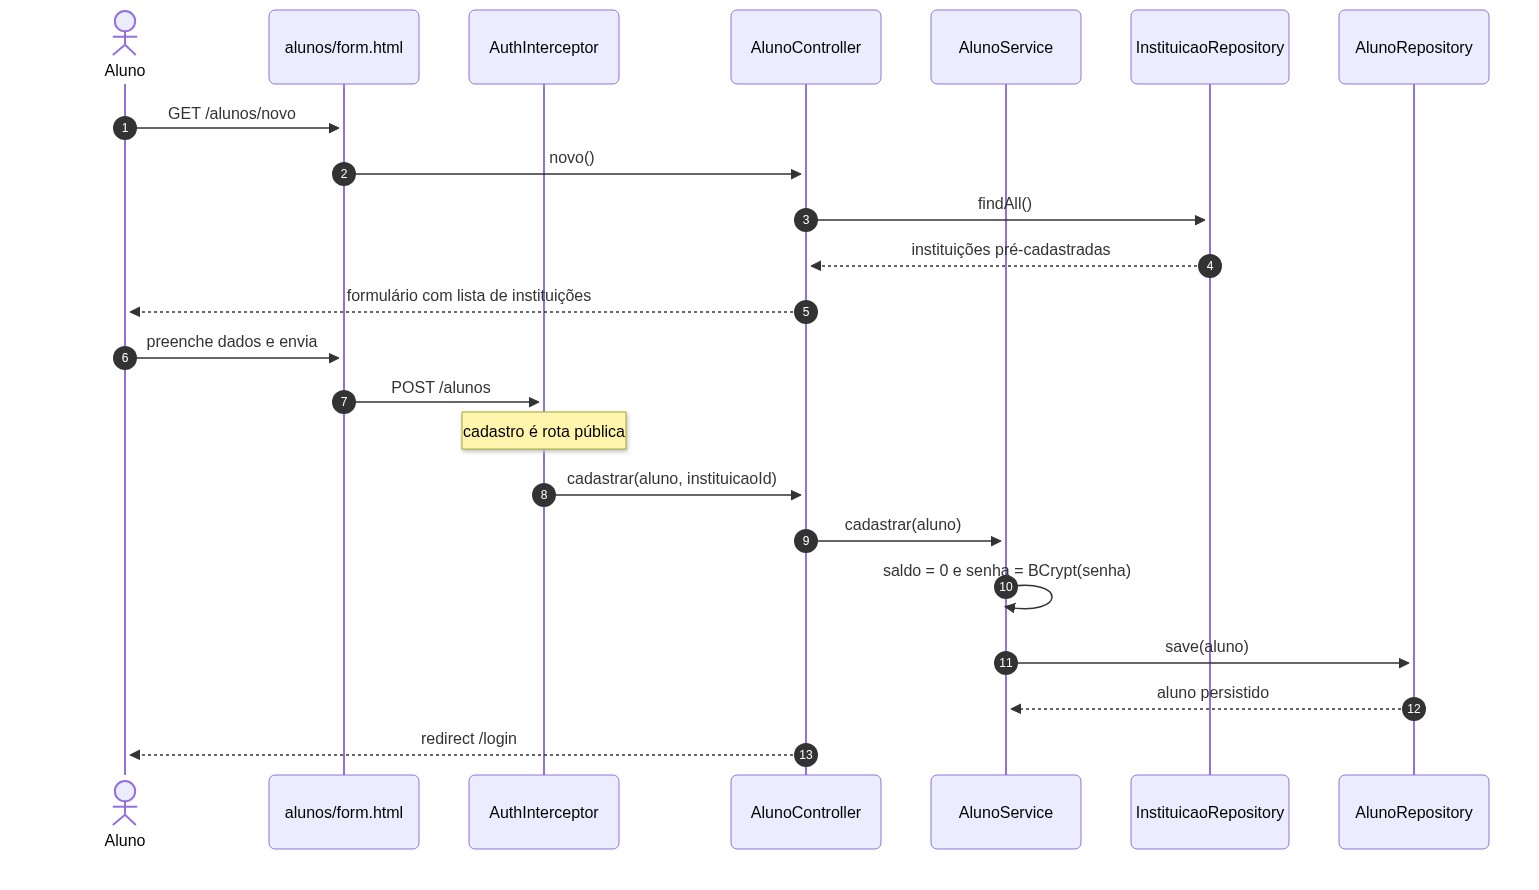 Aluno
alunos/form.html
AuthInterceptor
AlunoController
AlunoService
InstituicaoRepository
AlunoRepository
GET /alunos/novo
1
novo()
2
findAll()
3
instituições pré-cadastradas
4
formulário com lista de instituições
5
preenche dados e envia
6
POST /alunos
7
cadastro é rota pública
cadastrar(aluno, instituicaoId)
8
cadastrar(aluno)
9
saldo = 0 e senha = BCrypt(senha)
10
save(aluno)
11
aluno persistido
12
redirect /login
13
Aluno
alunos/form.html
AuthInterceptor
AlunoController
AlunoService
InstituicaoRepository
AlunoRepository